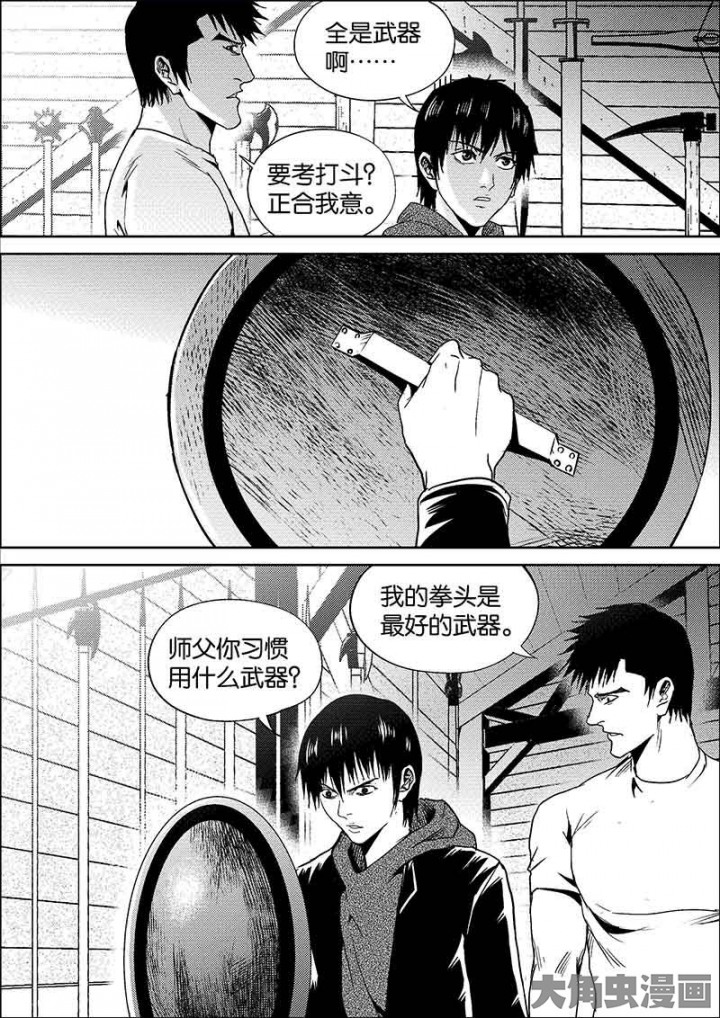 全是武器
啊……
要考打斗？
正合我意。
我的拳头是
最好的武器。
师父你习惯
用什么武器？
大角虫漫画